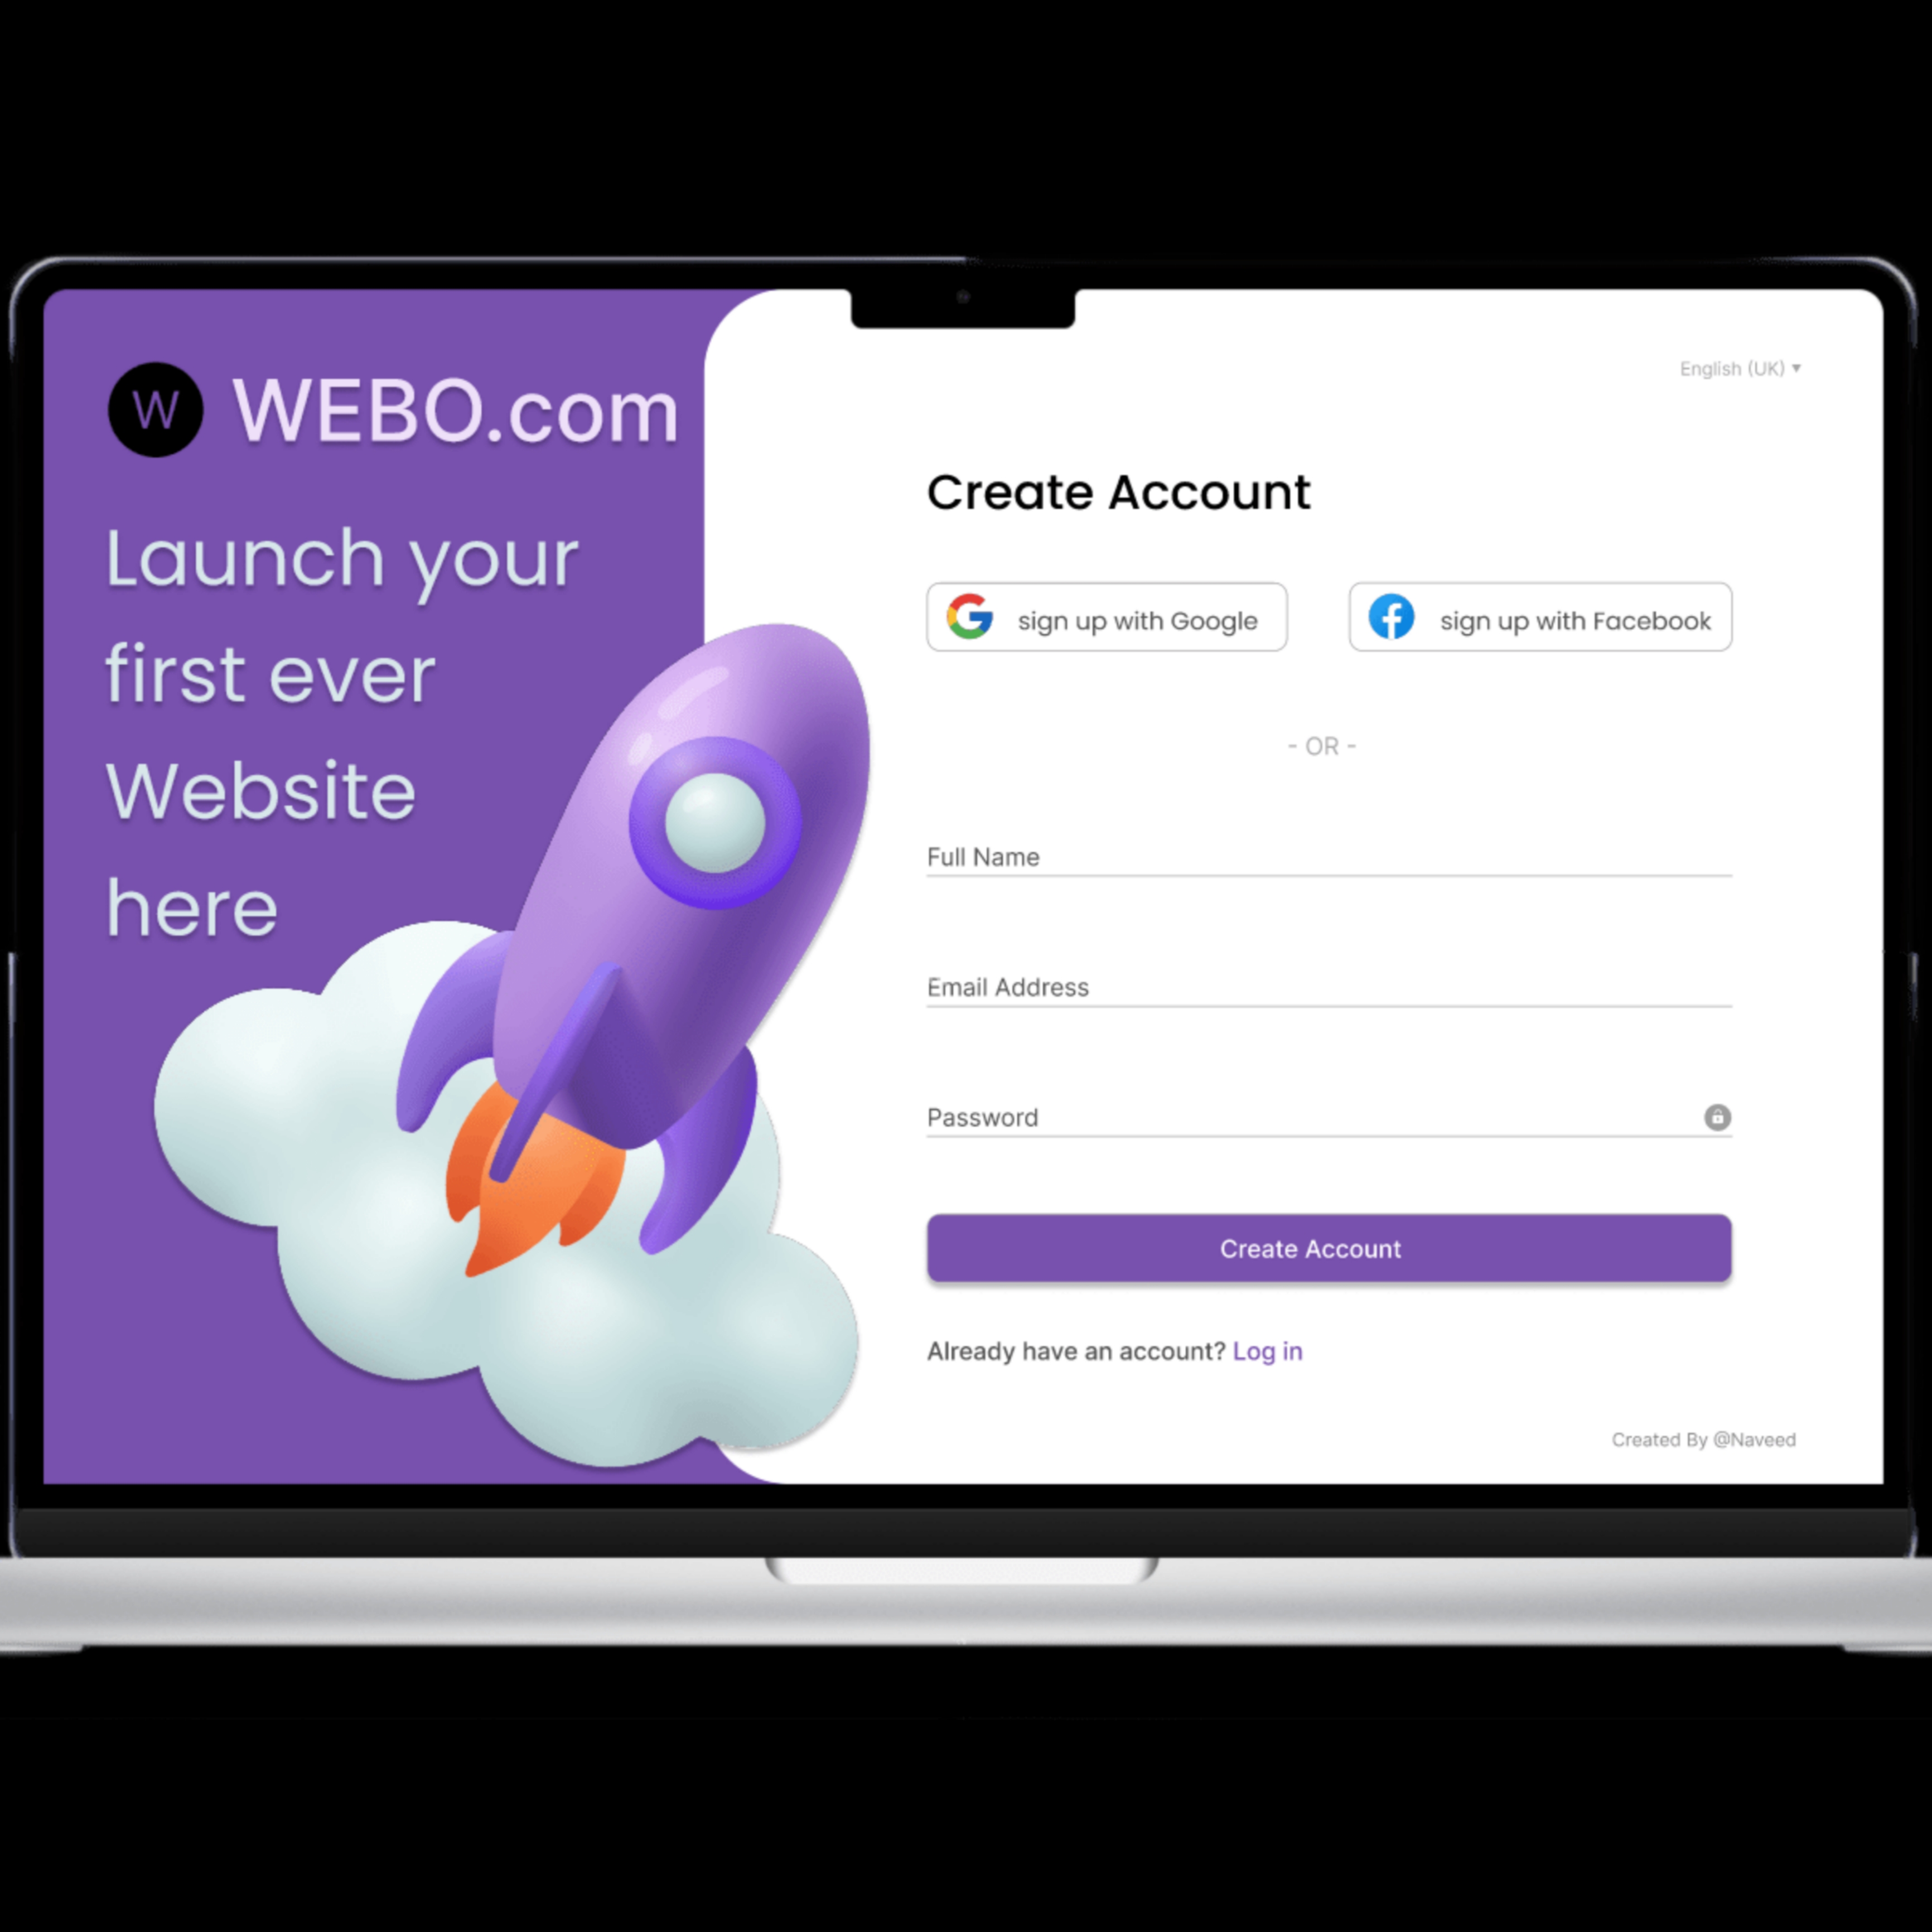 W WEBO.com
Launch your
first ever
Website
here
English (UK)
Create Account
sign up with Google
sign up with Facebook
- OR -
Full Name
Email Address
Password
Create Account
Already have an account? Log in
Created By @Naveed